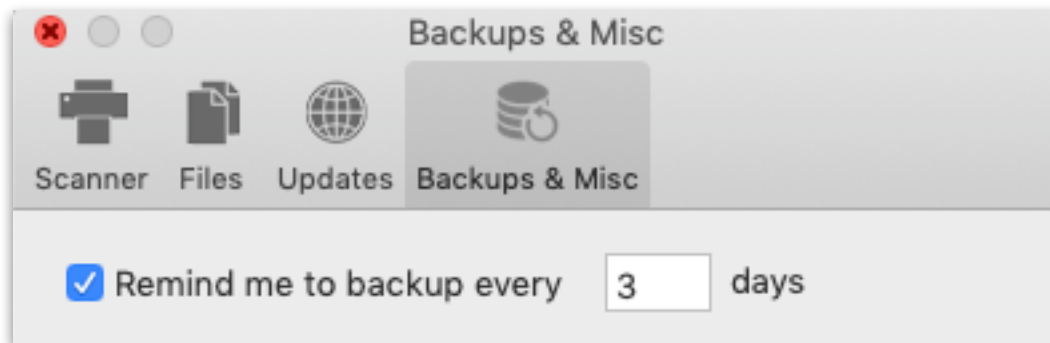 Backups & Misc
Scanner Files Updates Backups & Misc
Remind me to backup every 3 days